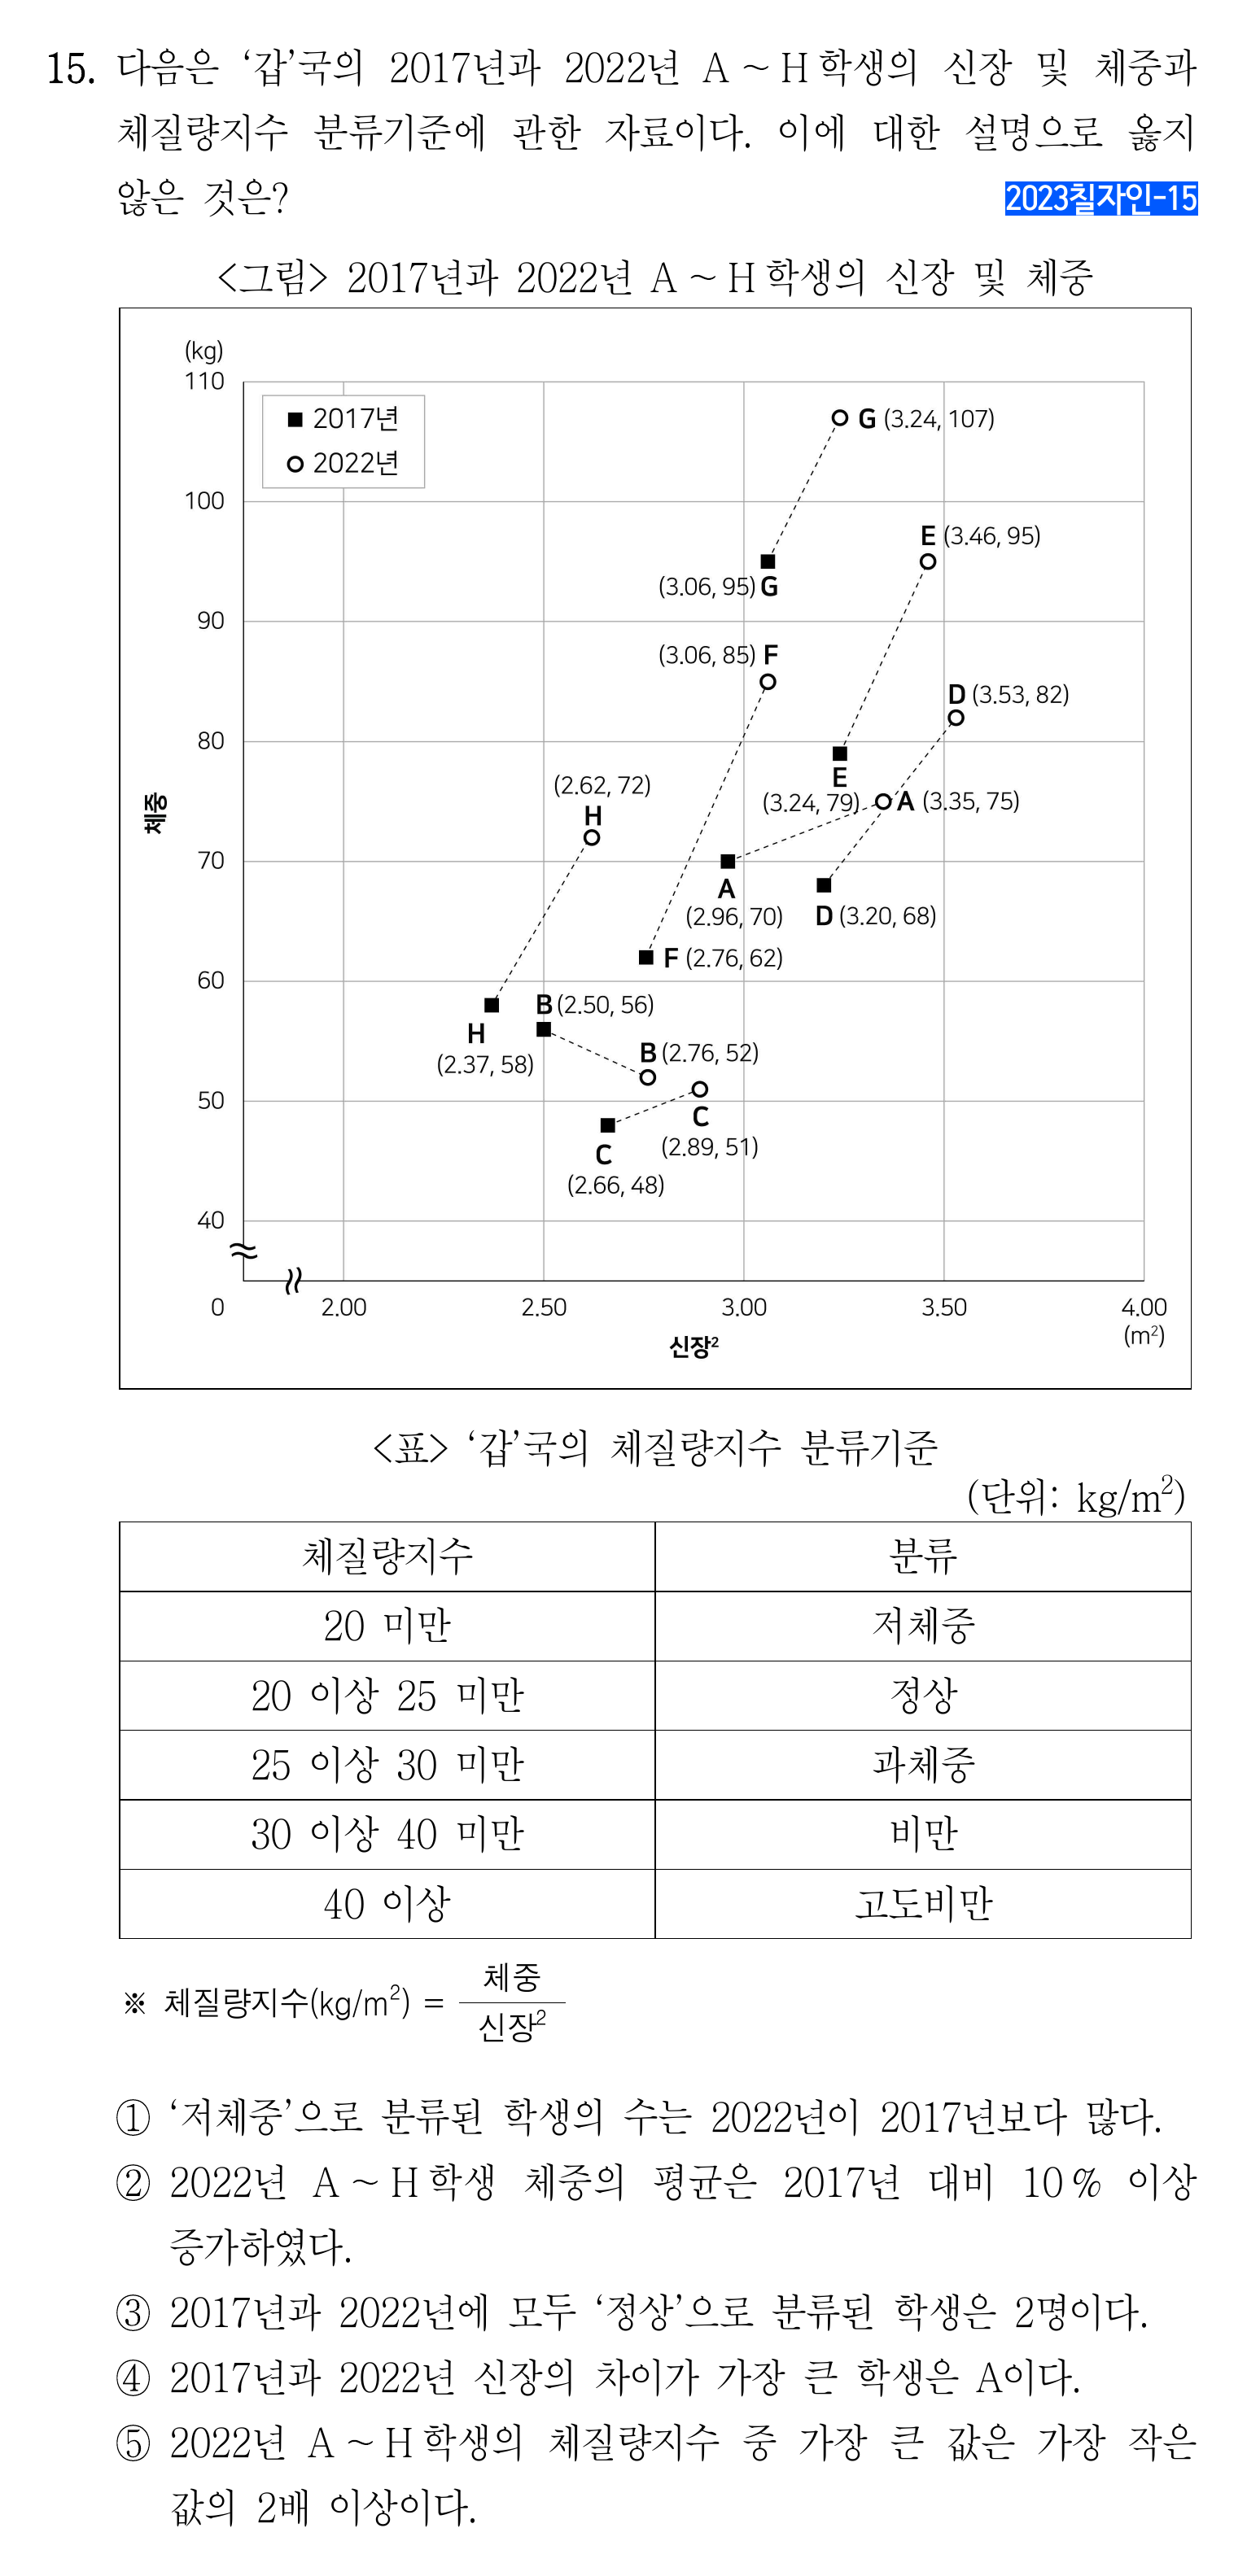 15. 다음은 ‘갑’국의 2017년과 2022년 A ~ H 학생의 신장 및 체중과
체질량지수 분류기준에 관한 자료이다. 이에 대한 설명으로 옳지
않은 것은?
2023칠자인-15
<그림> 2017년과 2022년 A ~ H 학생의 신장 및 체중
(kg)
110
■ 2017년
○ 2022년
G (3.24, 107)
100
E (3.46, 95)
(3.06, 95) G
90
(3.06, 85) F
D (3.53, 82)
80
E
(3.24, 79)
(2.62, 72)
H
A (3.35, 75)
체중
70
A
(2.96, 70)
D (3.20, 68)
F (2.76, 62)
60
B (2.50, 56)
H
(2.37, 58)
B (2.76, 52)
50
C
(2.89, 51)
C
(2.66, 48)
40
0 2.00 2.50 3.00 3.50 4.00
(m²)
신장²
<표> ‘갑’국의 체질량지수 분류기준
(단위: kg/m²)
체질량지수 분류
20 미만 저체중
20 이상 25 미만 정상
25 이상 30 미만 과체중
30 이상 40 미만 비만
40 이상 고도비만
※ 체질량지수(kg/m²) = 체중
신장²
① ‘저체중’으로 분류된 학생의 수는 2022년이 2017년보다 많다.
② 2022년 A ~ H 학생 체중의 평균은 2017년 대비 10 % 이상
증가하였다.
③ 2017년과 2022년에 모두 ‘정상’으로 분류된 학생은 2명이다.
④ 2017년과 2022년 신장의 차이가 가장 큰 학생은 A이다.
⑤ 2022년 A ~ H 학생의 체질량지수 중 가장 큰 값은 가장 작은
값의 2배 이상이다.